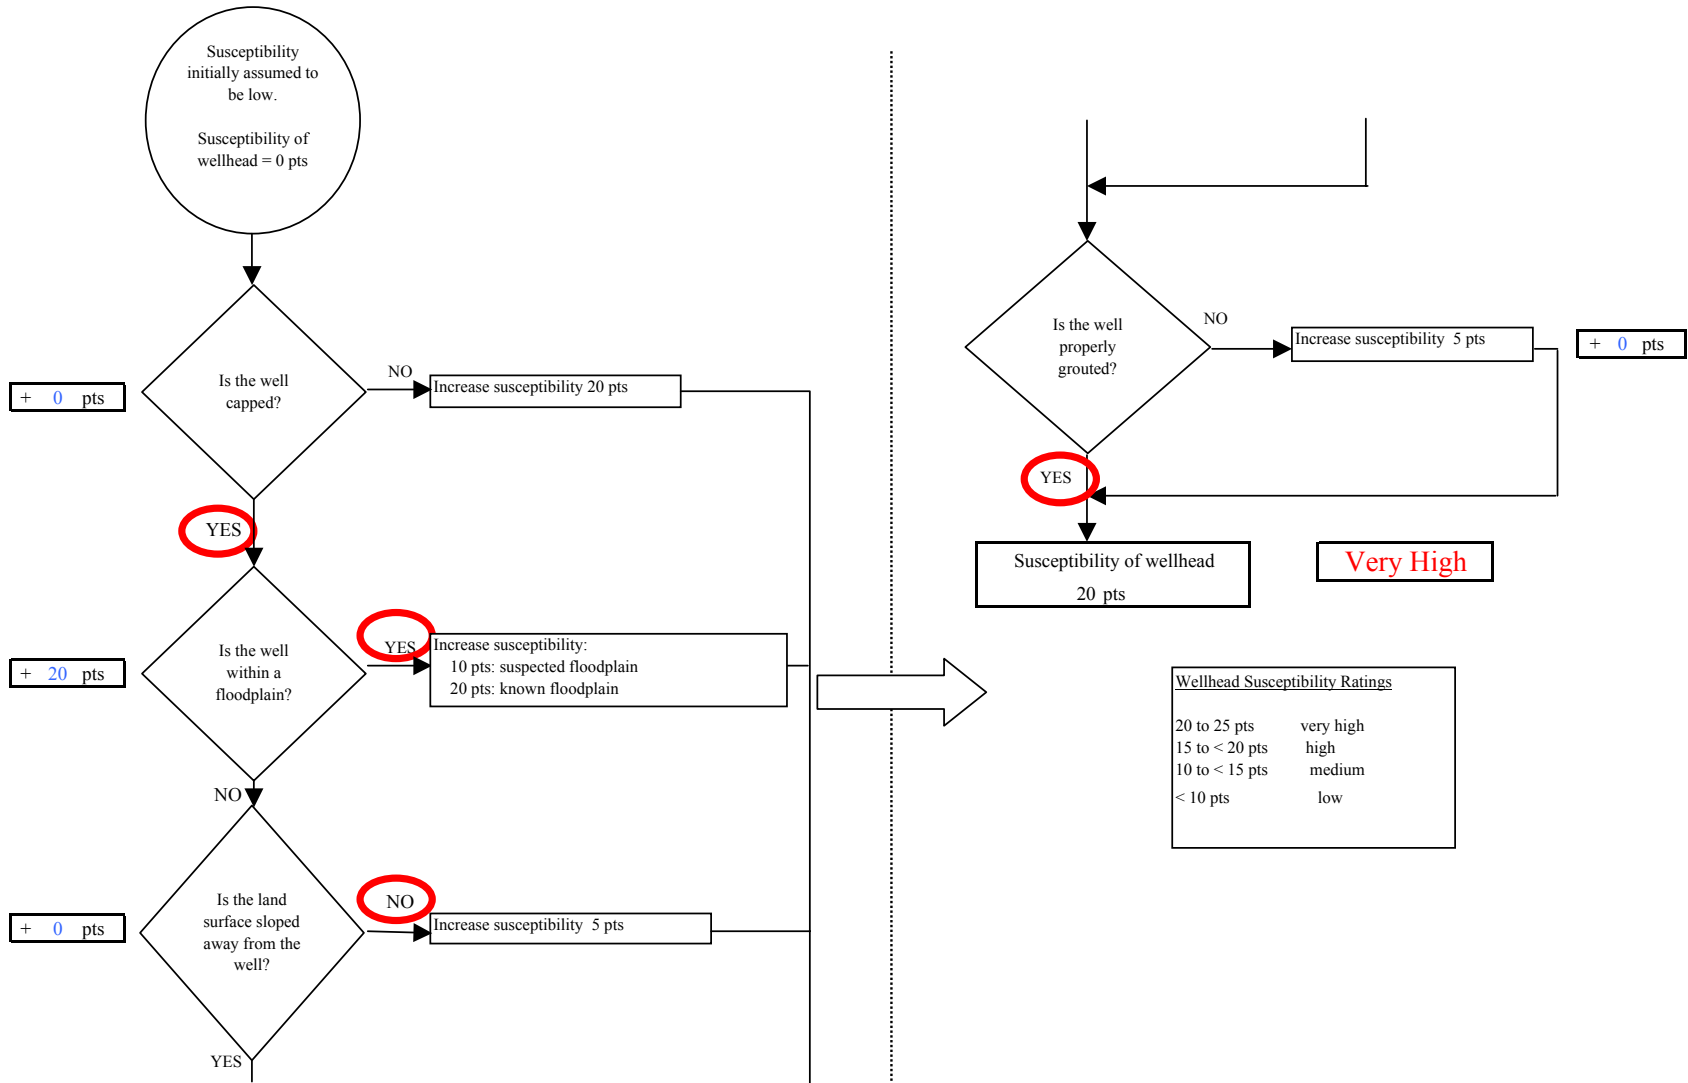 Susceptibility
initially assumed to
be low.
Susceptibility of
wellhead = 0 pts
Is the well
capped?
NO
Increase susceptibility 20 pts
+ 0 pts
YES
Is the well
within a
floodplain?
YES
Increase susceptibility:
10 pts: suspected floodplain
20 pts: known floodplain
+ 20 pts
NO
Is the land
surface sloped
away from the
well?
NO
Increase susceptibility 5 pts
+ 0 pts
YES
Is the well
properly
grouted?
NO
Increase susceptibility 5 pts
+ 0 pts
YES
Susceptibility of wellhead
20 pts
Very High
Wellhead Susceptibility Ratings
20 to 25 pts very high
15 to < 20 pts high
10 to < 15 pts medium
< 10 pts low